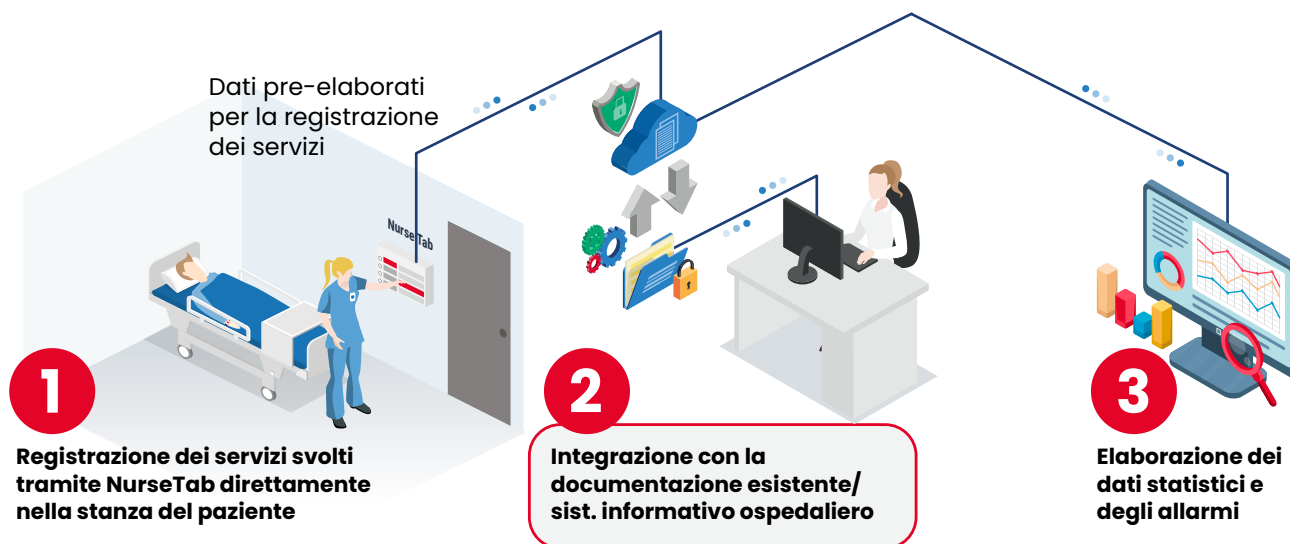 Dati pre-elaborati
per la registrazione
dei servizi
NurseTab
1
Registrazione dei servizi svolti
tramite NurseTab direttamente
nella stanza del paziente
2
Integrazione con la
documentazione esistente/
sist. informativo ospedaliero
3
Elaborazione dei
dati statistici e
degli allarmi